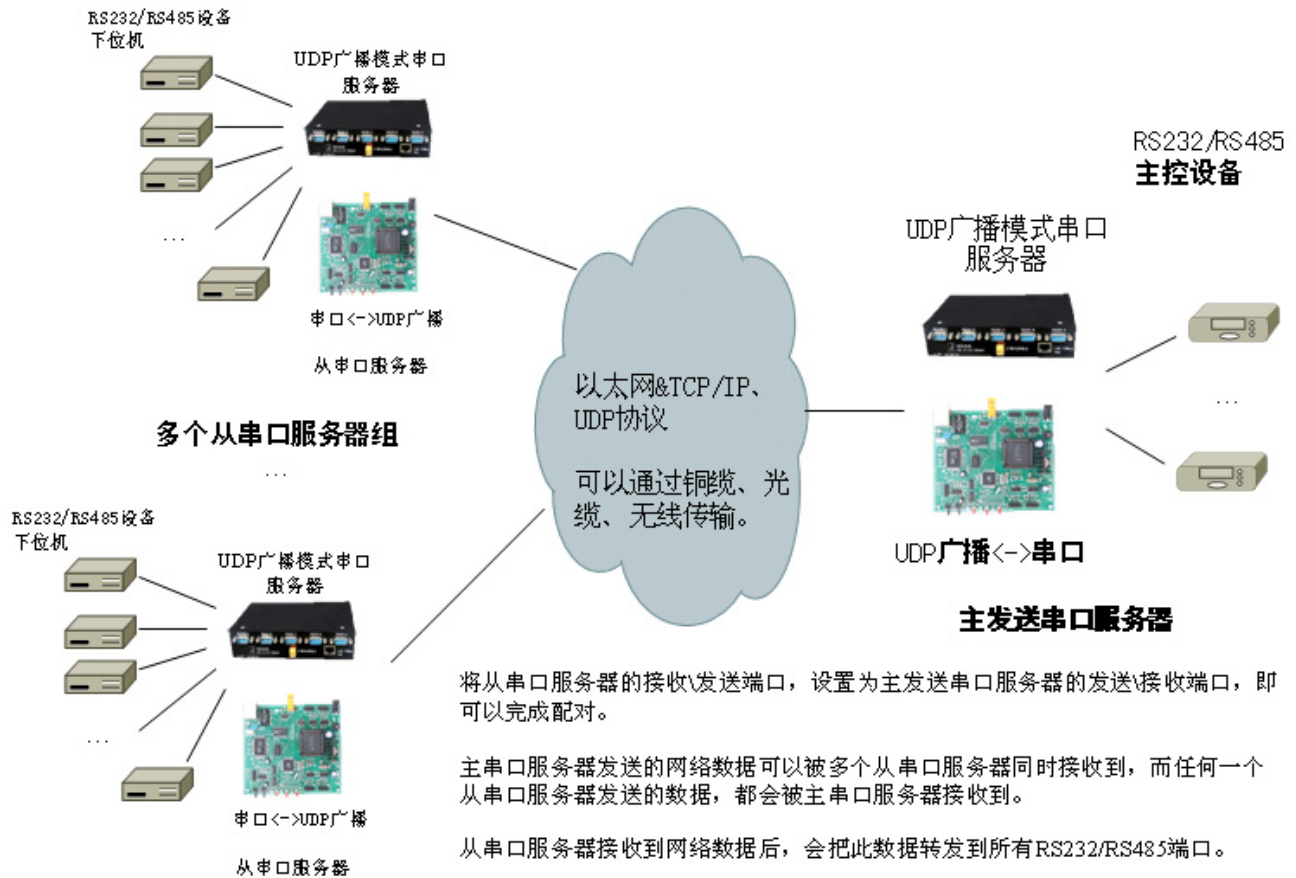 RS232/RS485设备
下位机
UDP广播模式串口
服务器
...
串口<->UDP广播
从串口服务器
多个从串口服务器组
...
RS232/RS485设备
下位机
UDP广播模式串口
服务器
...
串口<->UDP广播
从串口服务器
以太网&TCP/IP、
UDP协议
可以通过铜缆、光
缆、无线传输。
RS232/RS485
主控设备
UDP广播模式串口
服务器
...
UDP广播<->串口
主发送串口服务器
将从串口服务器的接收\发送端口，设置为主发送串口服务器的发送\接收端口，即
可以完成配对。
主串口服务器发送的网络数据可以被多个从串口服务器同时接收到，而任何一个
从串口服务器发送的数据，都会被主串口服务器接收到。
从串口服务器接收到网络数据后，会把此数据转发到所有RS232/RS485端口。